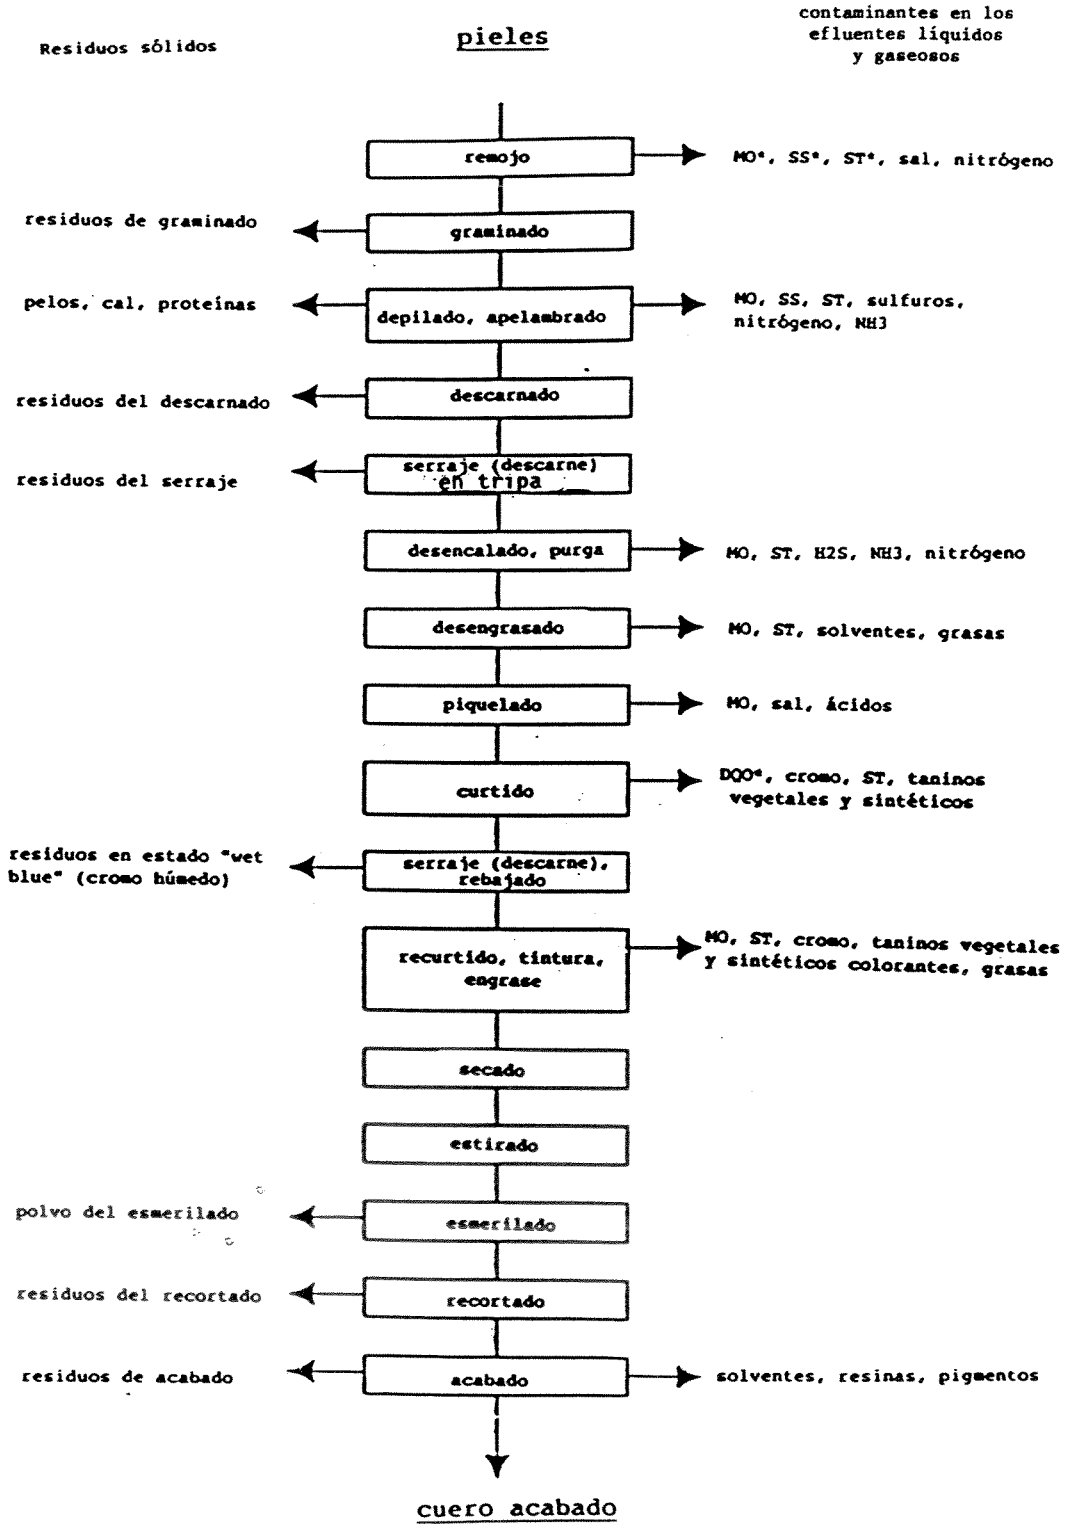 contaminantes en los
efluentes líquidos
y gaseosos
Residuos sólidos
pieles
remojo
MO*, SS*, ST*, sal, nitrógeno
residuos de graminado
graminado
pelos, cal, proteínas
depilado, apelambrado
MO, SS, ST, sulfuros,
nitrógeno, NH3
residuos del descarnado
descarnado
residuos del serraje
serraje (descarne)
en tripa
desencalado, purga
MO, ST, H2S, NH3, nitrógeno
desengrasado
MO, ST, solventes, grasas
piquelado
MO, sal, ácidos
curtido
DQO*, cromo, ST, taninos
vegetales y sintéticos
residuos en estado "wet
blue" (cromo húmedo)
serraje (descarne),
rebajado
recurtido, tintura,
engrase
MO, ST, cromo, taninos vegetales
y sintéticos colorantes, grasas
secado
estirado
polvo del esmerilado
esmerilado
residuos del recortado
recortado
residuos de acabado
acabado
solventes, resinas, pigmentos
cuero acabado